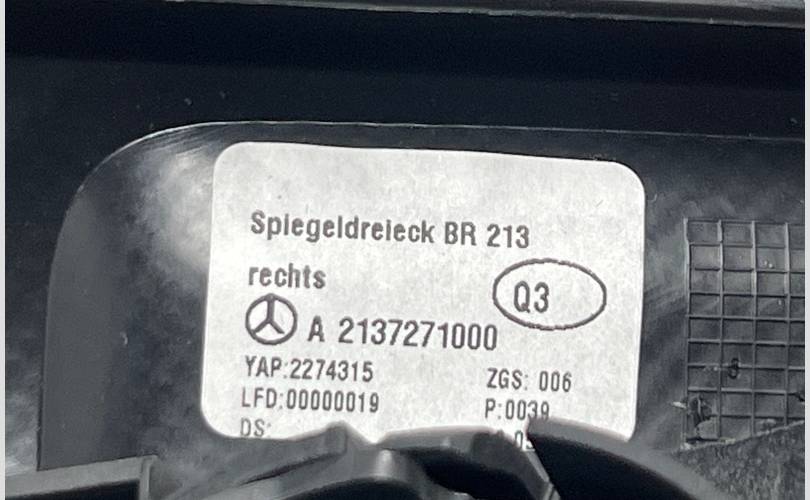 Spiegeldreieck BR 213
rechts
Q3
A 2137271000
YAP:2274315
ZGS: 006
LFD:00000019
P:0039
DS: